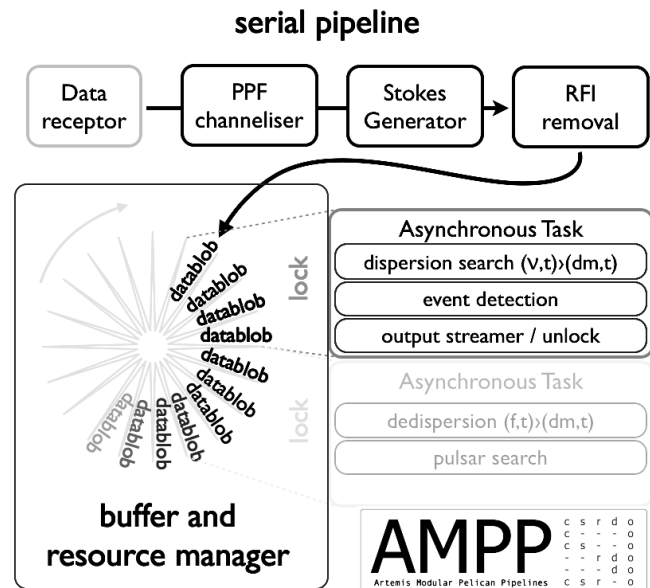 serial pipeline
Data
receptor
PPF
channeliser
Stokes
Generator
RFI
removal
datablob
datablob
datablob
datablob
datablob
datablob
datablob
datablob
datablob
datablob
datablob
lock
lock
Asynchronous Task
dispersion search (ν,t)›(dm,t)
event detection
output streamer / unlock
Asynchronous Task
dedispersion (f,t)›(dm,t)
pulsar search
buffer and
resource manager
AMPP
Artemis Modular Pelican Pipelines
c s r d o
c - - - o
c s - - o
- - r d o
- - - d o
c s r - o